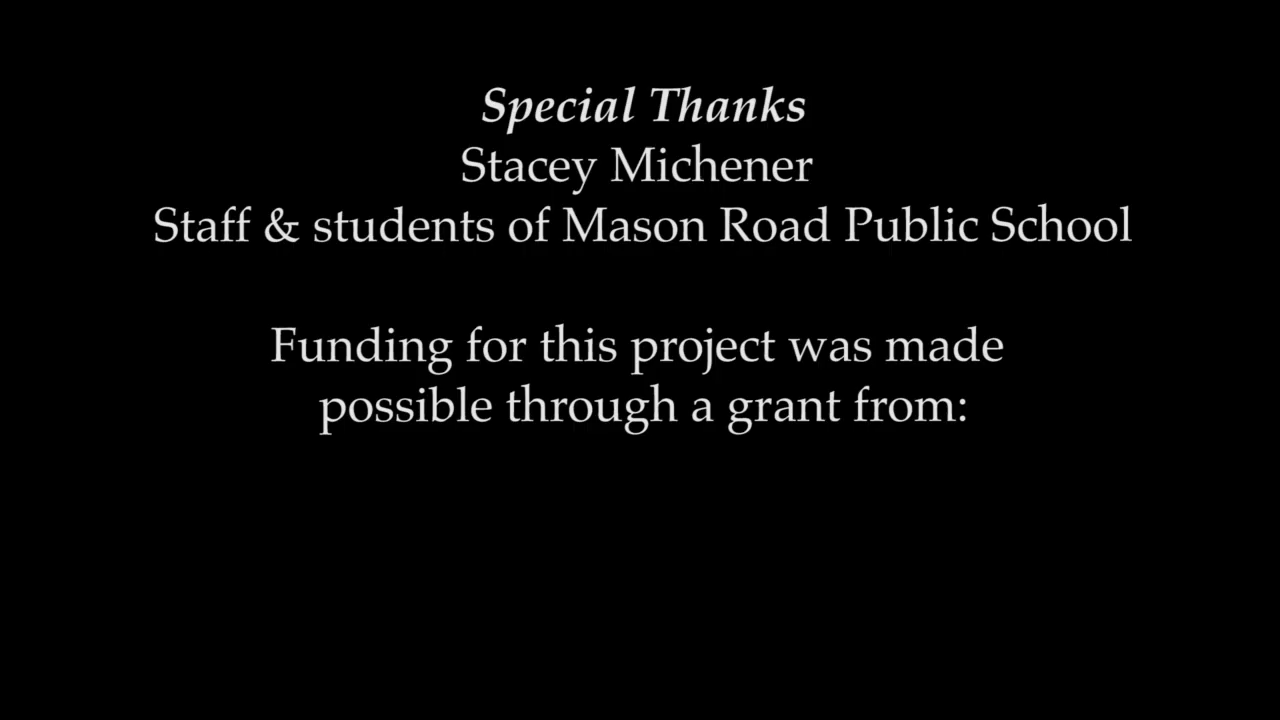 Special Thanks
Stacey Michener
Staff & students of Mason Road Public School
Funding for this project was made
possible through a grant from: